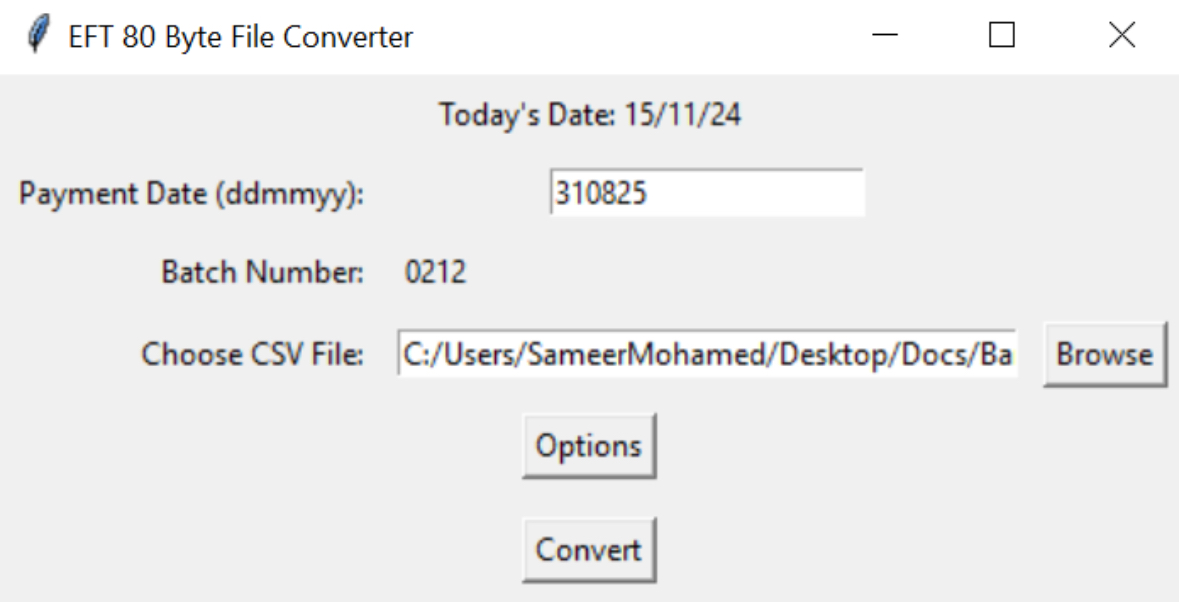 EFT 80 Byte File Converter
Today's Date: 15/11/24
Payment Date (ddmmyy): 310825
Batch Number: 0212
Choose CSV File: C:/Users/SameerMohamed/Desktop/Docs/Ba Browse
Options
Convert